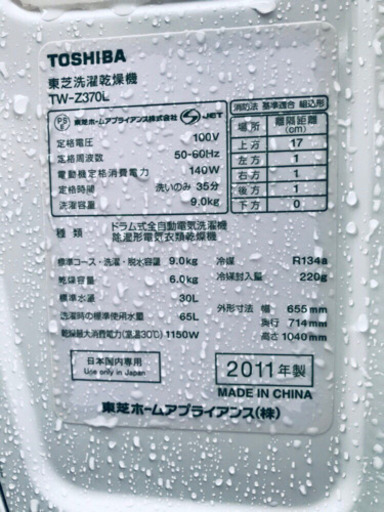 TOSHIBA
東芝洗濯乾燥機
TW-Z370L
PS E 東芝ホームアプライアンス株式会社 JET
定格電圧 100V
定格周波数 50-60Hz
電動機定格消費電力 140W
定格時間 洗いのみ 35分
洗濯容量 9.0kg
消防法 基準適合 組込形
場所 離隔距離(cm)
上方 17
左方 1
右方 1
後方 1
下方 0
種類 ドラム式全自動電気洗濯機
除湿形電気衣類乾燥機
標準コース・洗濯・脱水容量 9.0kg
乾燥容量 6.0kg
標準水量 30L
洗濯時の標準使用水量 65L
乾燥最大消費電力(室温30℃) 1150W
冷媒 R134a
冷媒封入量 220g
外形寸法 幅 655mm
奥行 714mm
高さ 1040mm
日本国内専用
Use only in Japan
2011年製
MADE IN CHINA
東芝ホームアプライアンス(株)